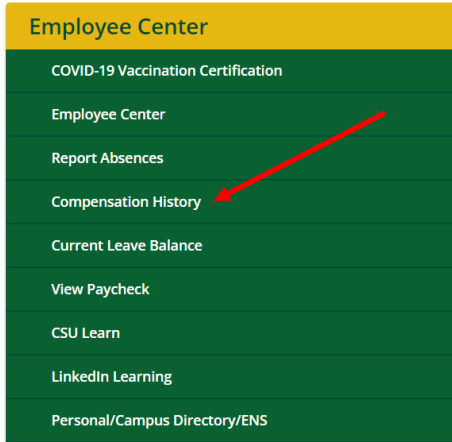 Employee Center
COVID-19 Vaccination Certification
Employee Center
Report Absences
Compensation History
Current Leave Balance
View Paycheck
CSU Learn
LinkedIn Learning
Personal/Campus Directory/ENS